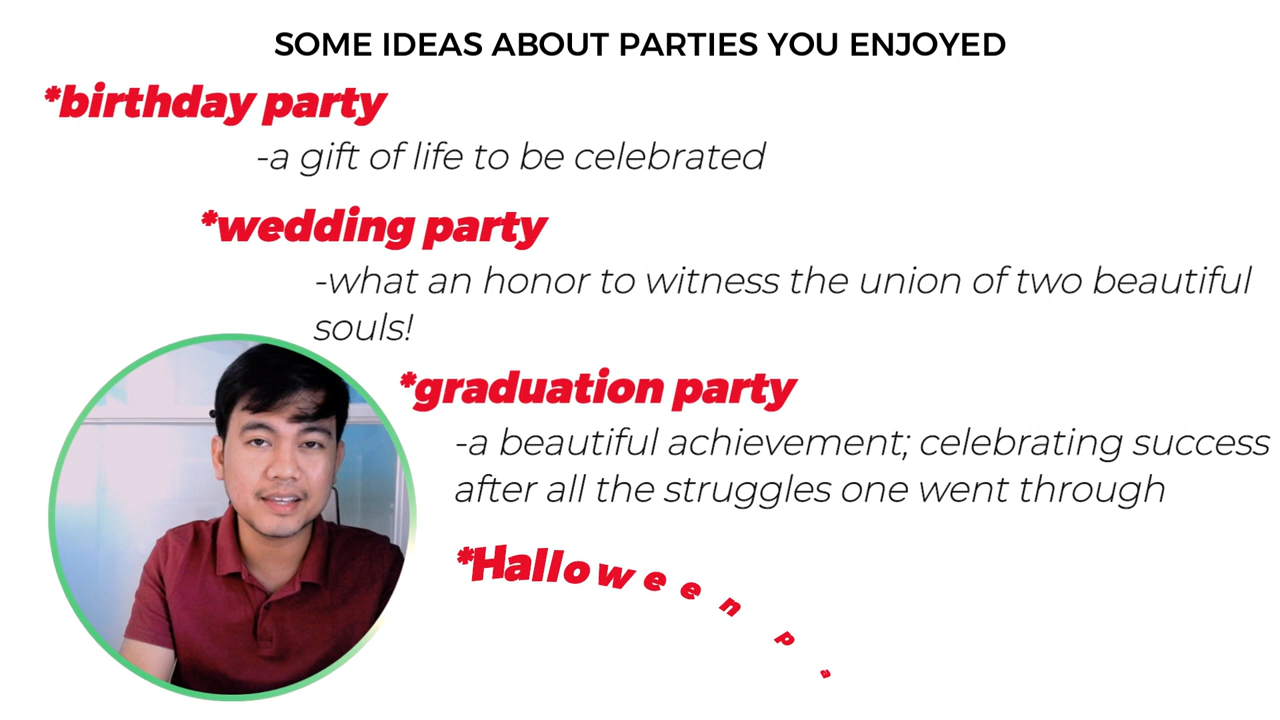 SOME IDEAS ABOUT PARTIES YOU ENJOYED
*birthday party
-a gift of life to be celebrated
*wedding party
-what an honor to witness the union of two beautiful
souls!
*graduation party
-a beautiful achievement; celebrating success
after all the struggles one went through
*Halloween pa